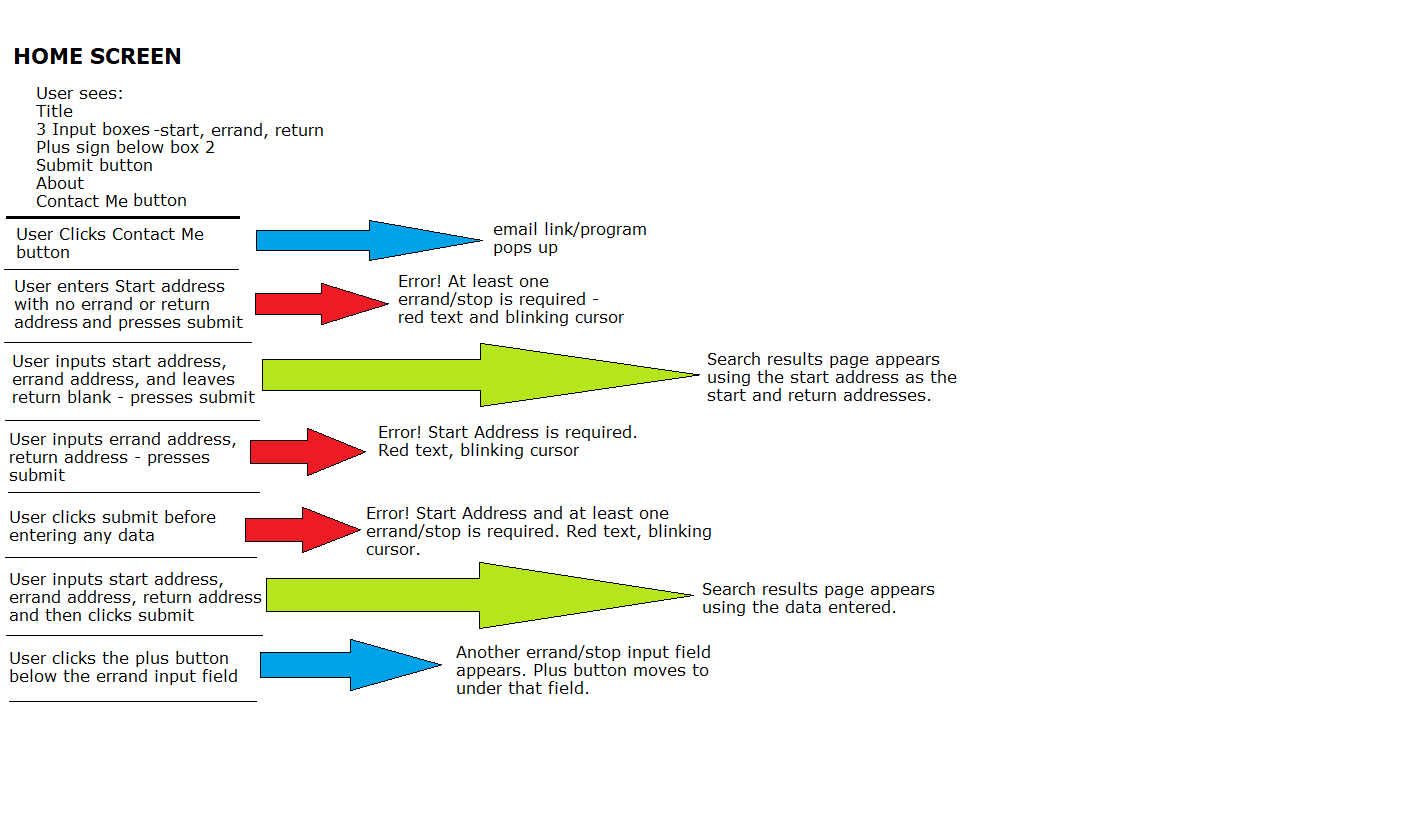 HOME SCREEN
User sees:
Title
3 Input boxes -start, errand, return
Plus sign below box 2
Submit button
About
Contact Me button
User Clicks Contact Me
button
email link/program
pops up
User enters Start address
with no errand or return
address and presses submit
Error! At least one
errand/stop is required -
red text and blinking cursor
User inputs start address,
errand address, and leaves
return blank - presses submit
Search results page appears
using the start address as the
start and return addresses.
User inputs errand address,
return address - presses
submit
Error! Start Address is required.
Red text, blinking cursor
User clicks submit before
entering any data
Error! Start Address and at least one
errand/stop is required. Red text, blinking
cursor.
User inputs start address,
errand address, return address
and then clicks submit
Search results page appears
using the data entered.
User clicks the plus button
below the errand input field
Another errand/stop input field
appears. Plus button moves to
under that field.